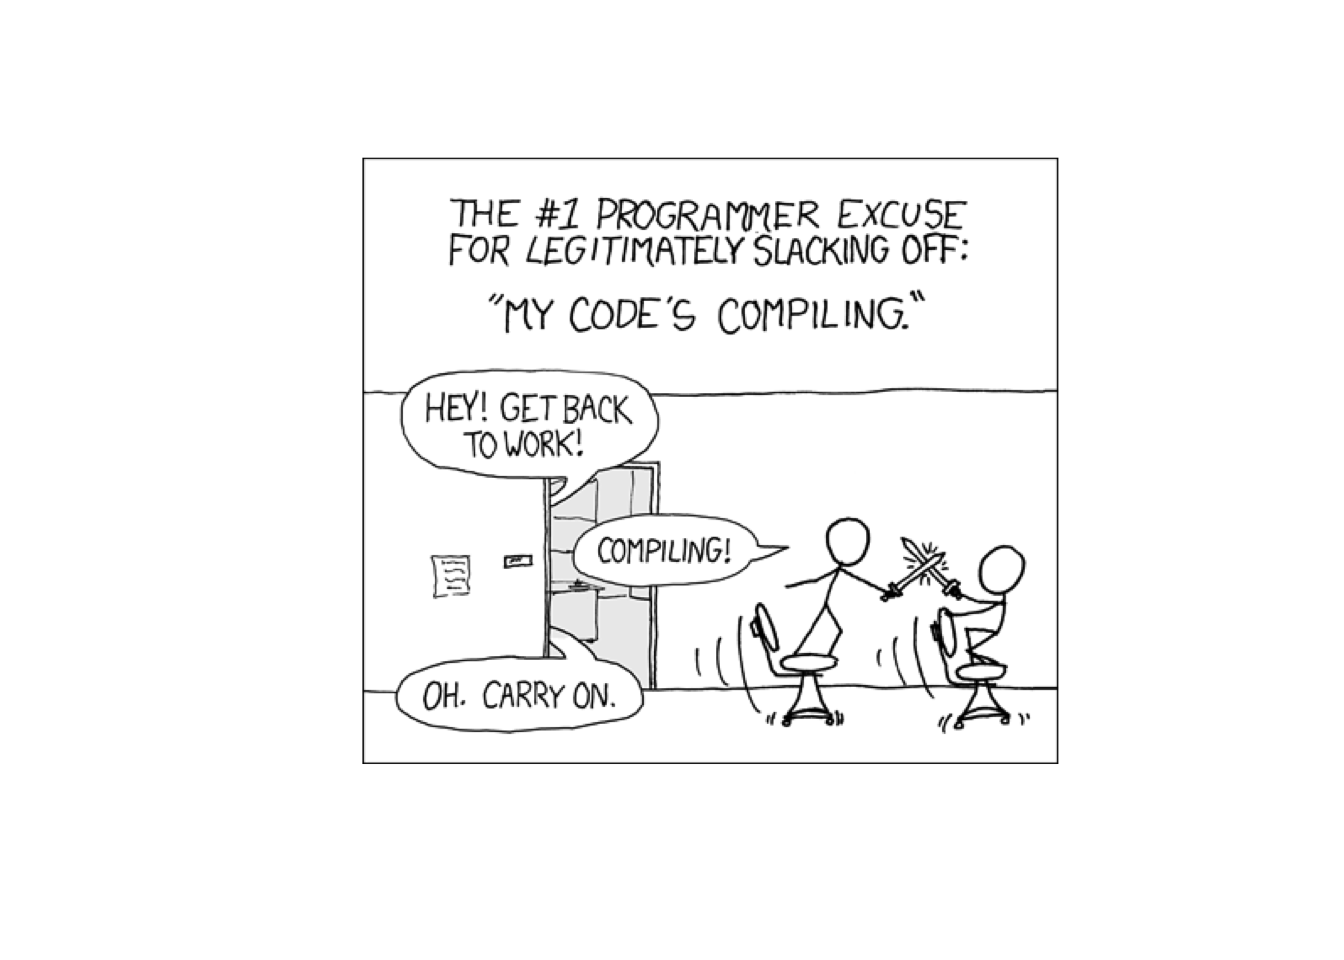 THE #1 PROGRAMMER EXCUSE
FOR LEGITIMATELY SLACKING OFF:
"MY CODE'S COMPILING."
HEY! GET BACK
TO WORK!
COMPILING!
OH. CARRY ON.